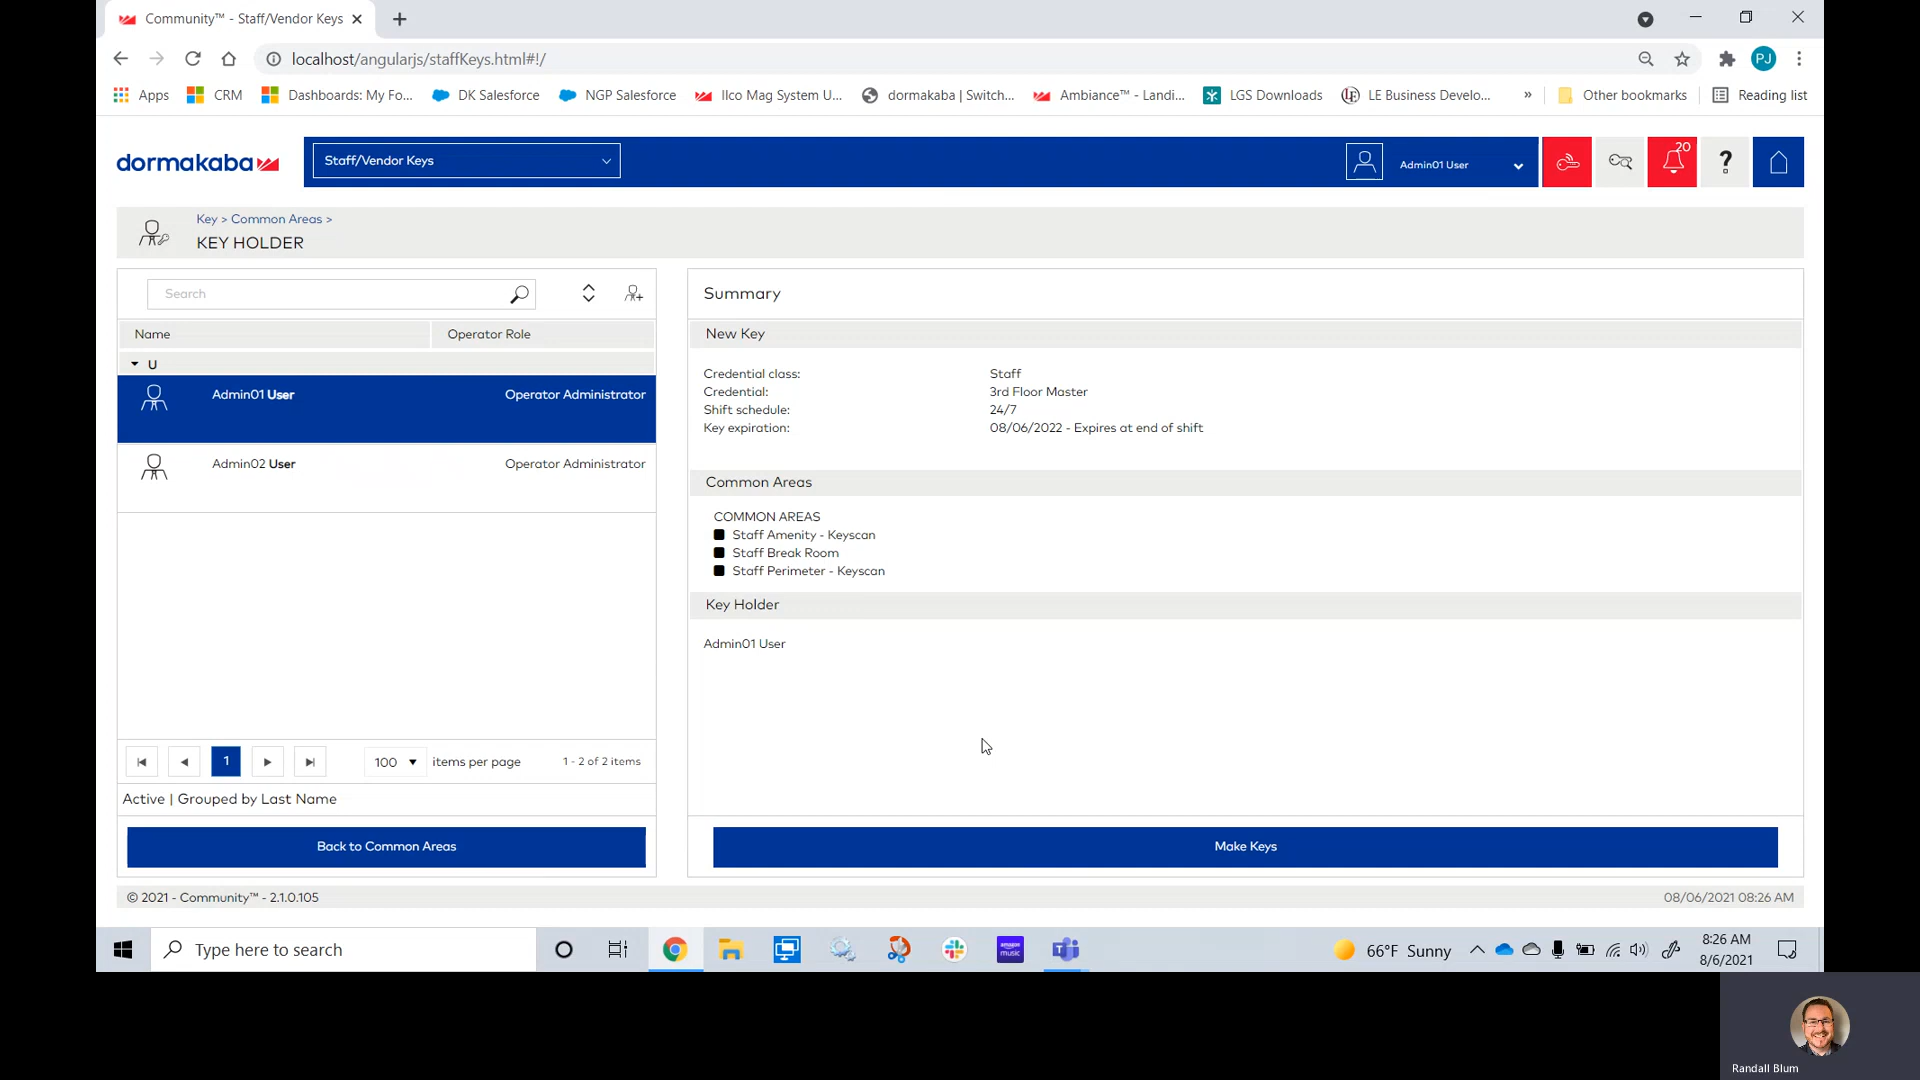 Community™ - Staff/Vendor Keys
localhost/angularjs/staffKeys.html#!/
PJ
Apps
CRM
Dashboards: My Fo...
DK Salesforce
NGP Salesforce
Ilco Mag System U...
dormakaba | Switch...
Ambiance™ - Landi...
LGS Downloads
LE Business Develo...
»
Other bookmarks
Reading list
dormakaba
Staff/Vendor Keys
Admin01 User
20
?
Key > Common Areas >
KEY HOLDER
Search
Name
Operator Role
U
Admin01 User
Operator Administrator
Admin02 User
Operator Administrator
1
100
items per page
1 - 2 of 2 items
Active | Grouped by Last Name
Back to Common Areas
Summary
New Key
Credential class: Staff
Credential: 3rd Floor Master
Shift schedule: 24/7
Key expiration: 08/06/2022 - Expires at end of shift
Common Areas
COMMON AREAS
Staff Amenity - Keyscan
Staff Break Room
Staff Perimeter - Keyscan
Key Holder
Admin01 User
Make Keys
© 2021 - Community™ - 2.1.0.105
08/06/2021 08:26 AM
Type here to search
amazon music
66°F Sunny
8:26 AM
8/6/2021
Randall Blum